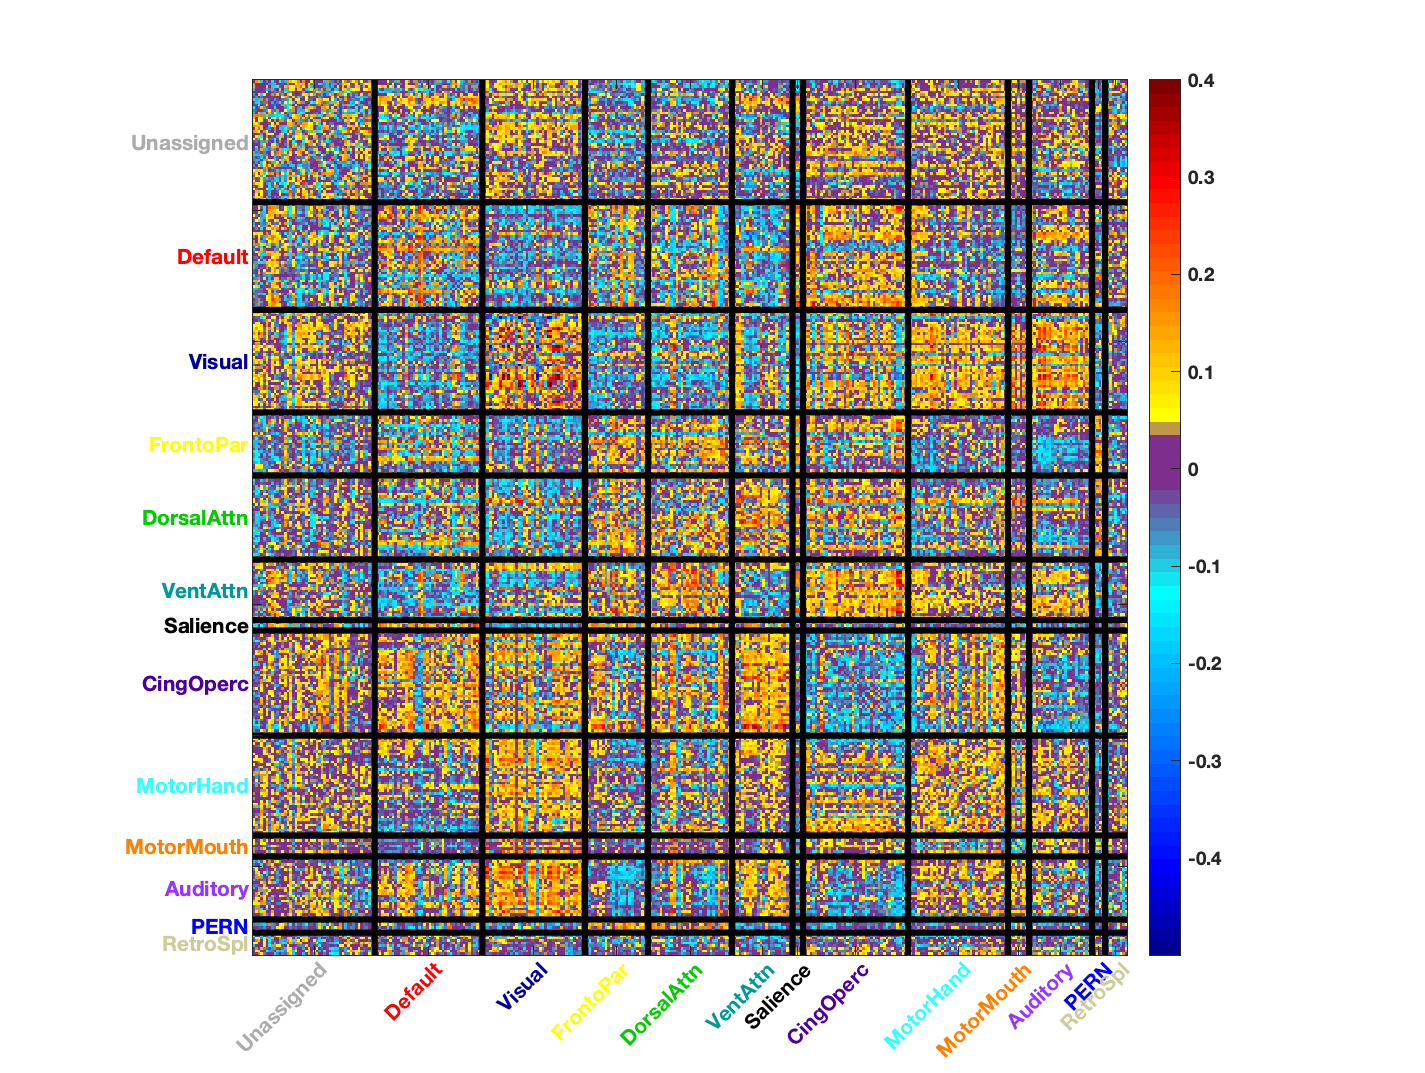 Unassigned
Default
Visual
FrontoPar
DorsalAttn
VentAttn
Salience
CingOperc
MotorHand
MotorMouth
Auditory
PERN
RetroSpl
Unassigned
Default
Visual
FrontoPar
DorsalAttn
VentAttn
Salience
CingOperc
MotorHand
MotorMouth
Auditory
PERN
RetroSpl
0.4
0.3
0.2
0.1
0
-0.1
-0.2
-0.3
-0.4